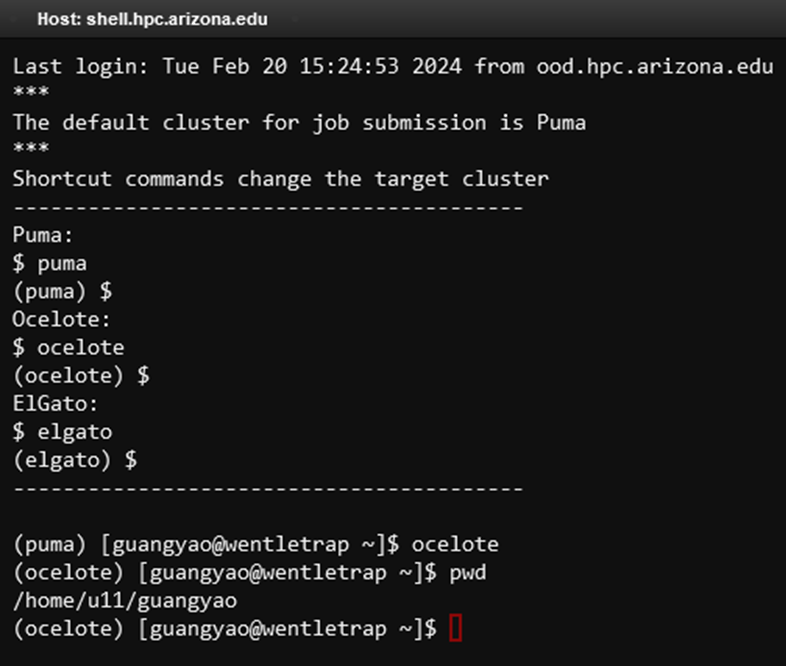 Host: shell.hpc.arizona.edu
Last login: Tue Feb 20 15:24:53 2024 from ood.hpc.arizona.edu
***
The default cluster for job submission is Puma
***
Shortcut commands change the target cluster
-----------------------------------------
Puma:
$ puma
(puma) $
Ocelote:
$ ocelote
(ocelote) $
ElGato:
$ elgato
(elgato) $
-----------------------------------------
(puma) [guangyao@wentletrap ~]$ ocelote
(ocelote) [guangyao@wentletrap ~]$ pwd
/home/u11/guangyao
(ocelote) [guangyao@wentletrap ~]$